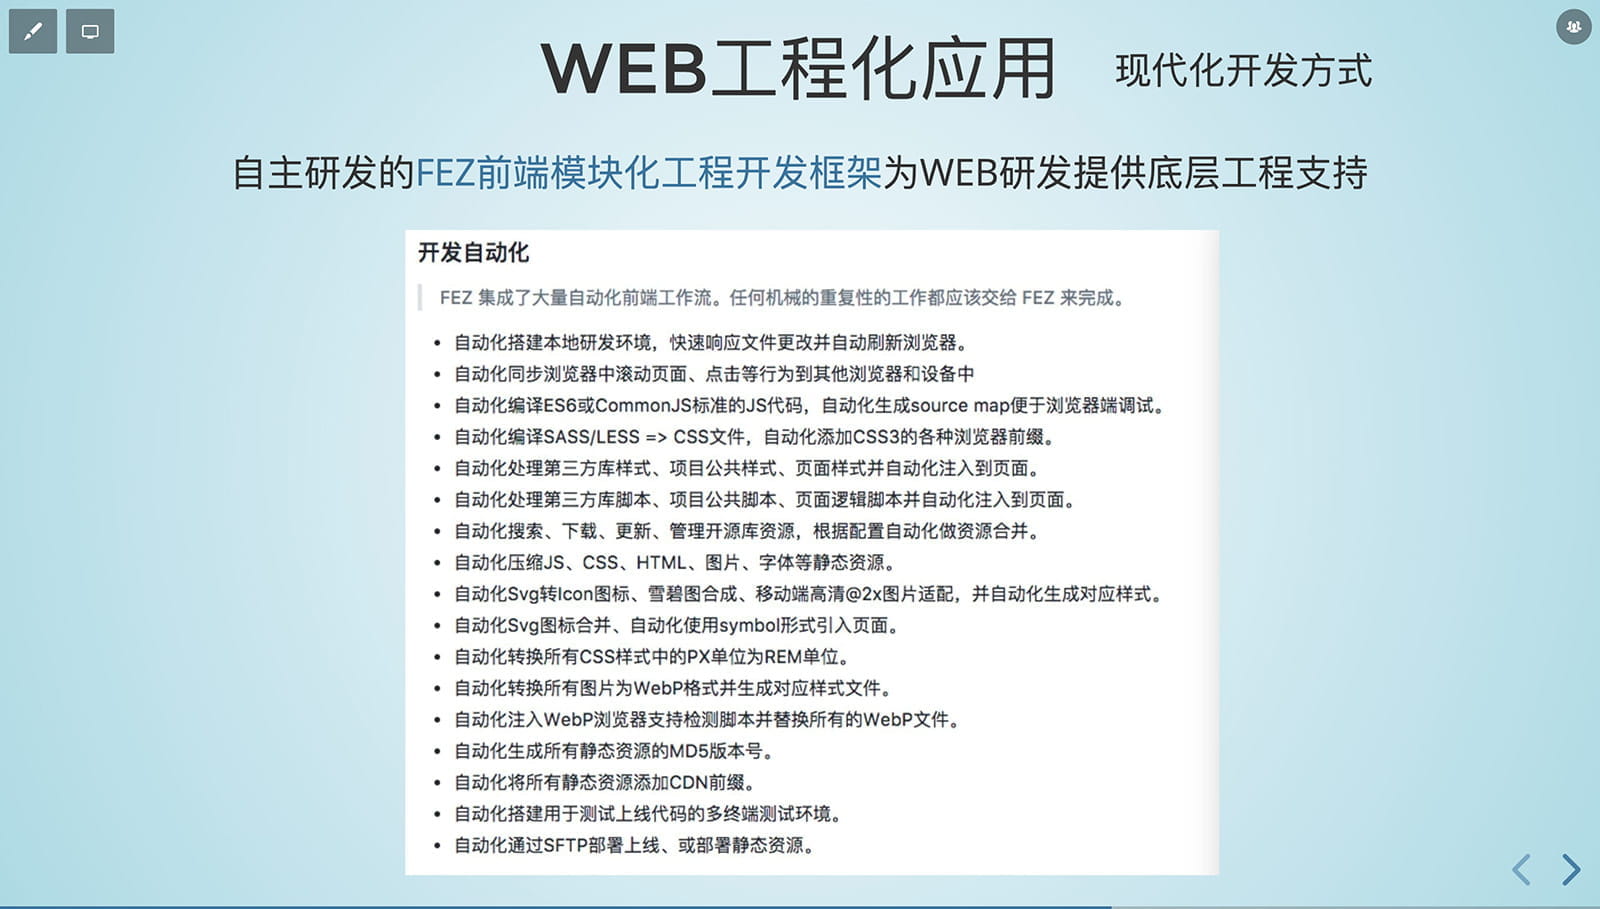 WEB工程化应用 现代化开发方式
自主研发的FEZ前端模块化工程开发框架为WEB研发提供底层工程支持
开发自动化
FEZ 集成了大量自动化前端工作流。任何机械的重复性的工作都应该交给 FEZ 来完成。
• 自动化搭建本地研发环境，快速响应文件更改并自动刷新浏览器。
• 自动化同步浏览器中滚动页面、点击等行为到其他浏览器和设备中
• 自动化编译ES6或CommonJS标准的JS代码，自动化生成source map便于浏览器端调试。
• 自动化编译SASS/LESS => CSS文件，自动化添加CSS3的各种浏览器前缀。
• 自动化处理第三方库样式、项目公共样式、页面样式并自动化注入到页面。
• 自动化处理第三方库脚本、项目公共脚本、页面逻辑脚本并自动化注入到页面。
• 自动化搜索、下载、更新、管理开源库资源，根据配置自动化做资源合并。
• 自动化压缩JS、CSS、HTML、图片、字体等静态资源。
• 自动化Svg转Icon图标、雪碧图合成、移动端高清@2x图片适配，并自动化生成对应样式。
• 自动化Svg图标合并、自动化使用symbol形式引入页面。
• 自动化转换所有CSS样式中的PX单位为REM单位。
• 自动化转换所有图片为WebP格式并生成对应样式文件。
• 自动化注入WebP浏览器支持检测脚本并替换所有的WebP文件。
• 自动化生成所有静态资源的MD5版本号。
• 自动化将所有静态资源添加CDN前缀。
• 自动化搭建用于测试上线代码的多终端测试环境。
• 自动化通过SFTP部署上线、或部署静态资源。